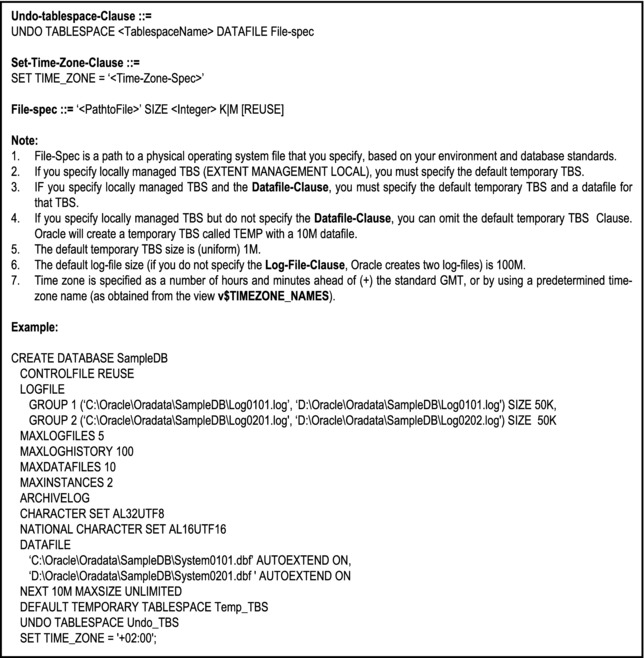 Undo-tablespace-Clause ::=
UNDO TABLESPACE <TablespaceName> DATAFILE File-spec
Set-Time-Zone-Clause ::=
SET TIME_ZONE = ‘<Time-Zone-Spec>’
File-spec ::= ‘<PathtoFile>’ SIZE <Integer> K|M [REUSE]
Note:
1. File-Spec is a path to a physical operating system file that you specify, based on your environment and database standards.
2. If you specify locally managed TBS (EXTENT MANAGEMENT LOCAL), you must specify the default temporary TBS.
3. IF you specify locally managed TBS and the Datafile-Clause, you must specify the default temporary TBS and a datafile for
that TBS.
4. If you specify locally managed TBS but do not specify the Datafile-Clause, you can omit the default temporary TBS Clause.
Oracle will create a temporary TBS called TEMP with a 10M datafile.
5. The default temporary TBS size is (uniform) 1M.
6. The default log-file size (if you do not specify the Log-File-Clause, Oracle creates two log-files) is 100M.
7. Time zone is specified as a number of hours and minutes ahead of (+) the standard GMT, or by using a predetermined time-
zone name (as obtained from the view v$TIMEZONE_NAMES).
Example:
CREATE DATABASE SampleDB
CONTROLFILE REUSE
LOGFILE
GROUP 1 (‘C:\Oracle\Oradata\SampleDB\Log0101.log’, ‘D:\Oracle\Oradata\SampleDB\Log0101.log') SIZE 50K,
GROUP 2 (‘C:\Oracle\Oradata\SampleDB\Log0201.log', 'D:\Oracle\Oradata\SampleDB\Log0202.log') SIZE 50K
MAXLOGFILES 5
MAXLOGHISTORY 100
MAXDATAFILES 10
MAXINSTANCES 2
ARCHIVELOG
CHARACTER SET AL32UTF8
NATIONAL CHARACTER SET AL16UTF16
DATAFILE
‘C:\Oracle\Oradata\SampleDB\System0101.dbf' AUTOEXTEND ON,
‘D:\Oracle\Oradata\SampleDB\System0201.dbf ' AUTOEXTEND ON
NEXT 10M MAXSIZE UNLIMITED
DEFAULT TEMPORARY TABLESPACE Temp_TBS
UNDO TABLESPACE Undo_TBS
SET TIME_ZONE = '+02:00';